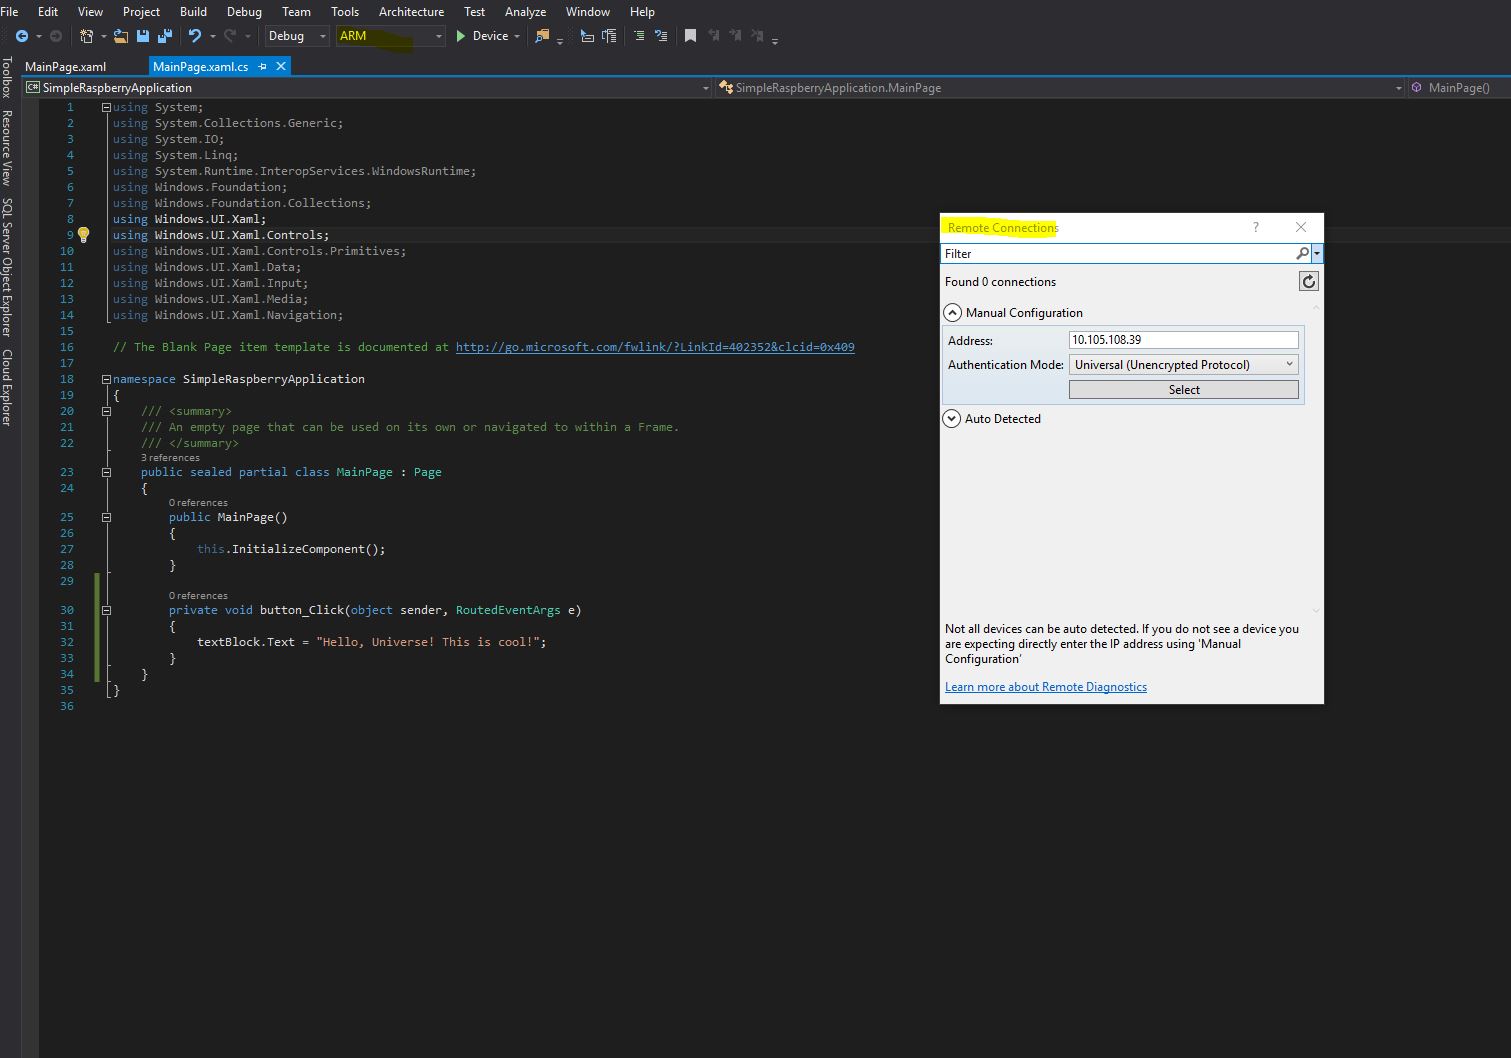 File Edit View Project Build Debug Team Tools Architecture Test Analyze Window Help
Debug ARM Device
MainPage.xaml MainPage.xaml.cs
SimpleRaspberryApplication SimpleRaspberryApplication.MainPage MainPage()
Toolbox
Resource View
SQL Server Object Explorer
Cloud Explorer
1 using System;
2 using System.Collections.Generic;
3 using System.IO;
4 using System.Linq;
5 using System.Runtime.InteropServices.WindowsRuntime;
6 using Windows.Foundation;
7 using Windows.Foundation.Collections;
8 using Windows.UI.Xaml;
9 using Windows.UI.Xaml.Controls;
10 using Windows.UI.Xaml.Controls.Primitives;
11 using Windows.UI.Xaml.Data;
12 using Windows.UI.Xaml.Input;
13 using Windows.UI.Xaml.Media;
14 using Windows.UI.Xaml.Navigation;
15
16 // The Blank Page item template is documented at http://go.microsoft.com/fwlink/?LinkId=402352&clcid=0x409
17
18 namespace SimpleRaspberryApplication
19 {
20 /// <summary>
21 /// An empty page that can be used on its own or navigated to within a Frame.
22 /// </summary>
3 references
23 public sealed partial class MainPage : Page
24 {
0 references
25 public MainPage()
26 {
27 this.InitializeComponent();
28 }
29
0 references
30 private void button_Click(object sender, RoutedEventArgs e)
31 {
32 textBlock.Text = "Hello, Universe! This is cool!";
33 }
34 }
35 }
36
Remote Connections ?
Filter
Found 0 connections
Manual Configuration
Address: 10.105.108.39
Authentication Mode: Universal (Unencrypted Protocol)
Select
Auto Detected
Not all devices can be auto detected. If you do not see a device you
are expecting directly enter the IP address using 'Manual
Configuration'
Learn more about Remote Diagnostics